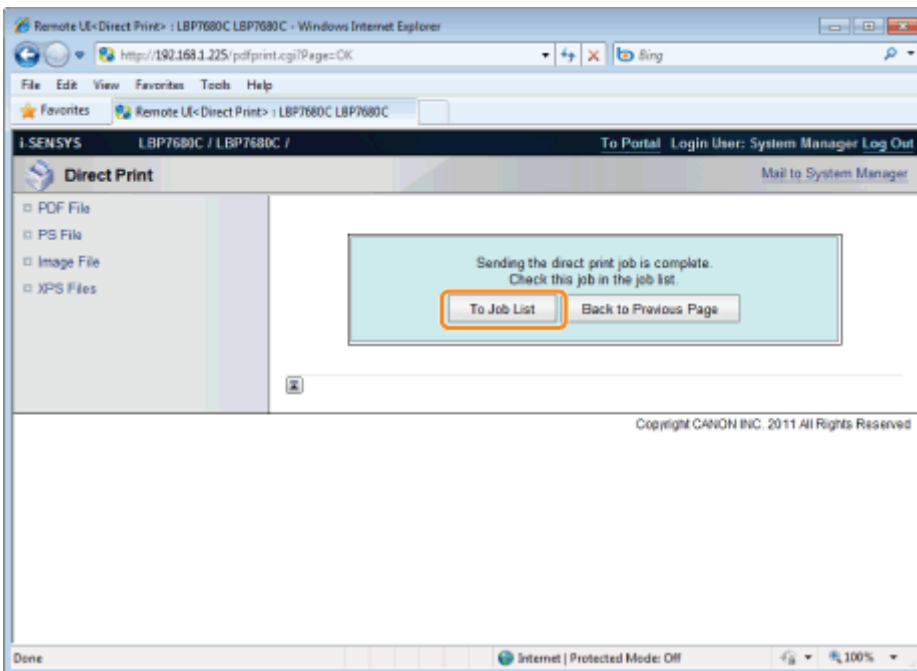 Remote UI<Direct Print> : LBP7680C LBP7680C - Windows Internet Explorer
http://192.168.1.225/pdfprint.cgi?Page=OK
Bing
File Edit View Favorites Tools Help
Favorites
Remote UI<Direct Print> : LBP7680C LBP7680C
i-SENSYS LBP7680C / LBP7680C / To Portal Login User: System Manager Log Out
Direct Print Mail to System Manager
PDF File
PS File
Image File
XPS Files
Sending the direct print job is complete.
Check this job in the job list.
To Job List Back to Previous Page
Copyright CANON INC. 2011 All Rights Reserved
Done Internet | Protected Mode: Off 100%